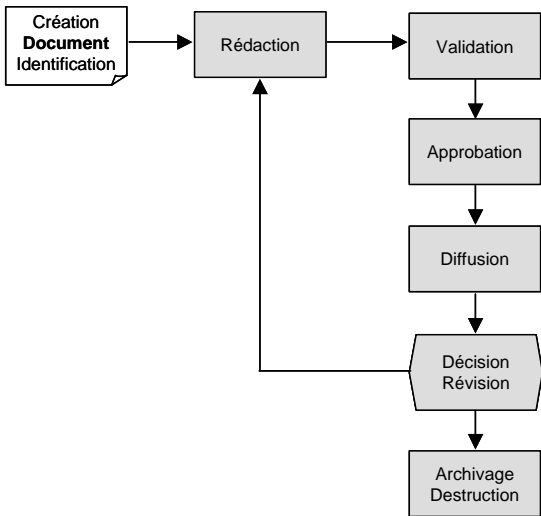 Création
Document
Identification
Rédaction
Validation
Approbation
Diffusion
Décision
Révision
Archivage
Destruction